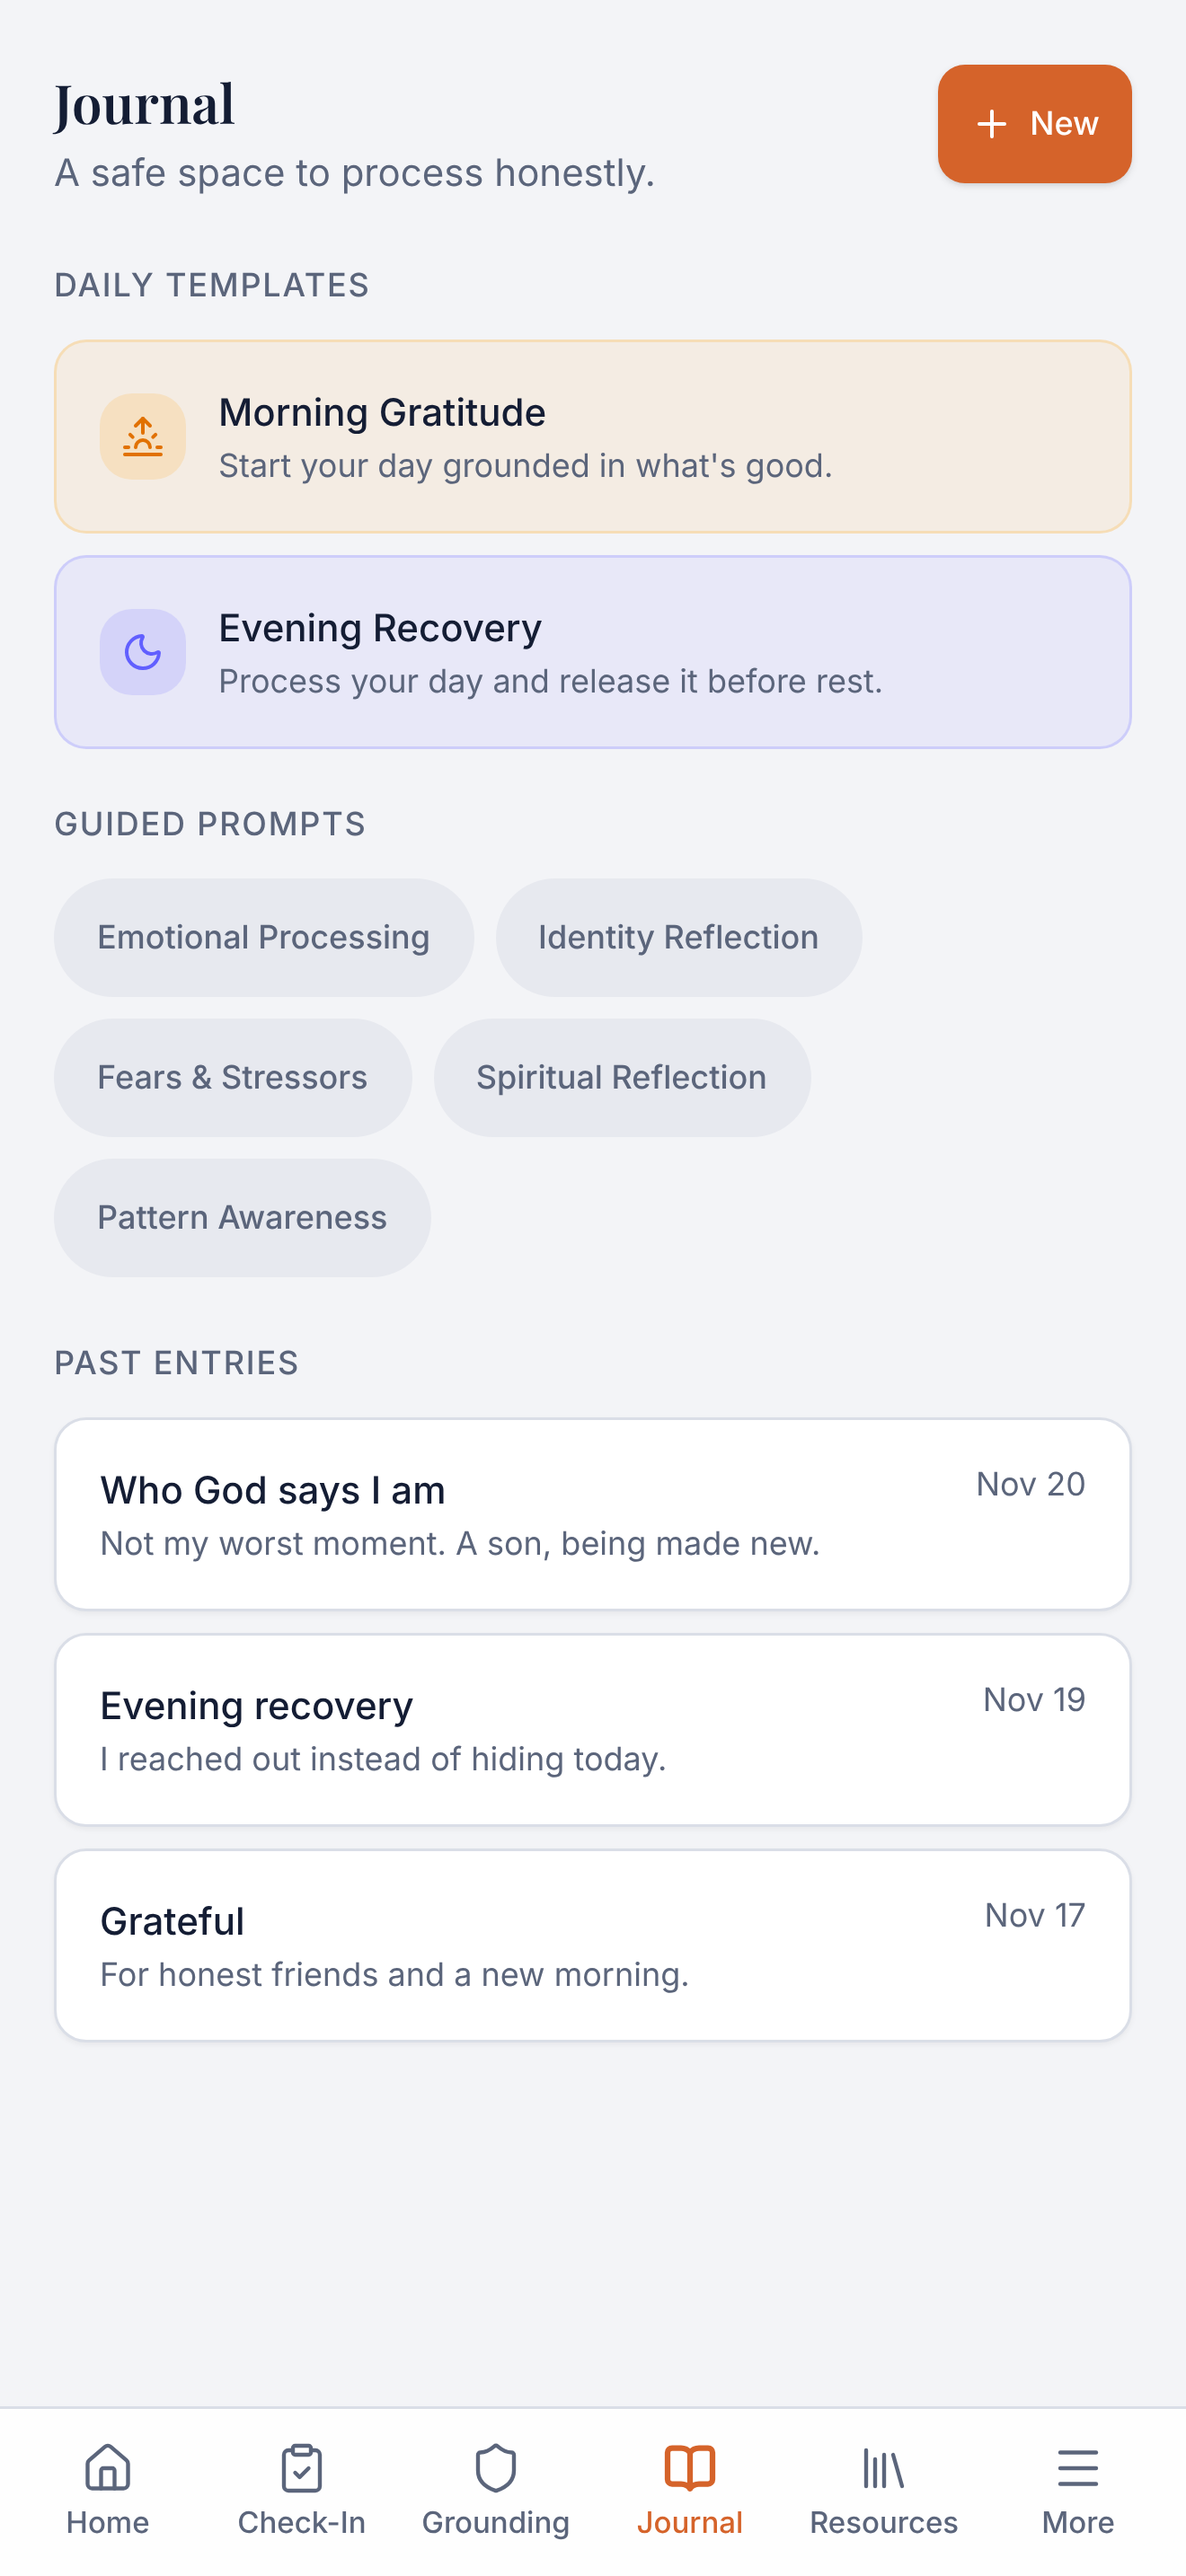 Journal
A safe space to process honestly.
New
DAILY TEMPLATES
Morning Gratitude
Start your day grounded in what's good.
Evening Recovery
Process your day and release it before rest.
GUIDED PROMPTS
Emotional Processing
Identity Reflection
Fears & Stressors
Spiritual Reflection
Pattern Awareness
PAST ENTRIES
Who God says I am
Nov 20
Not my worst moment. A son, being made new.
Evening recovery
Nov 19
I reached out instead of hiding today.
Grateful
Nov 17
For honest friends and a new morning.
Home
Check-In
Grounding
Journal
Resources
More